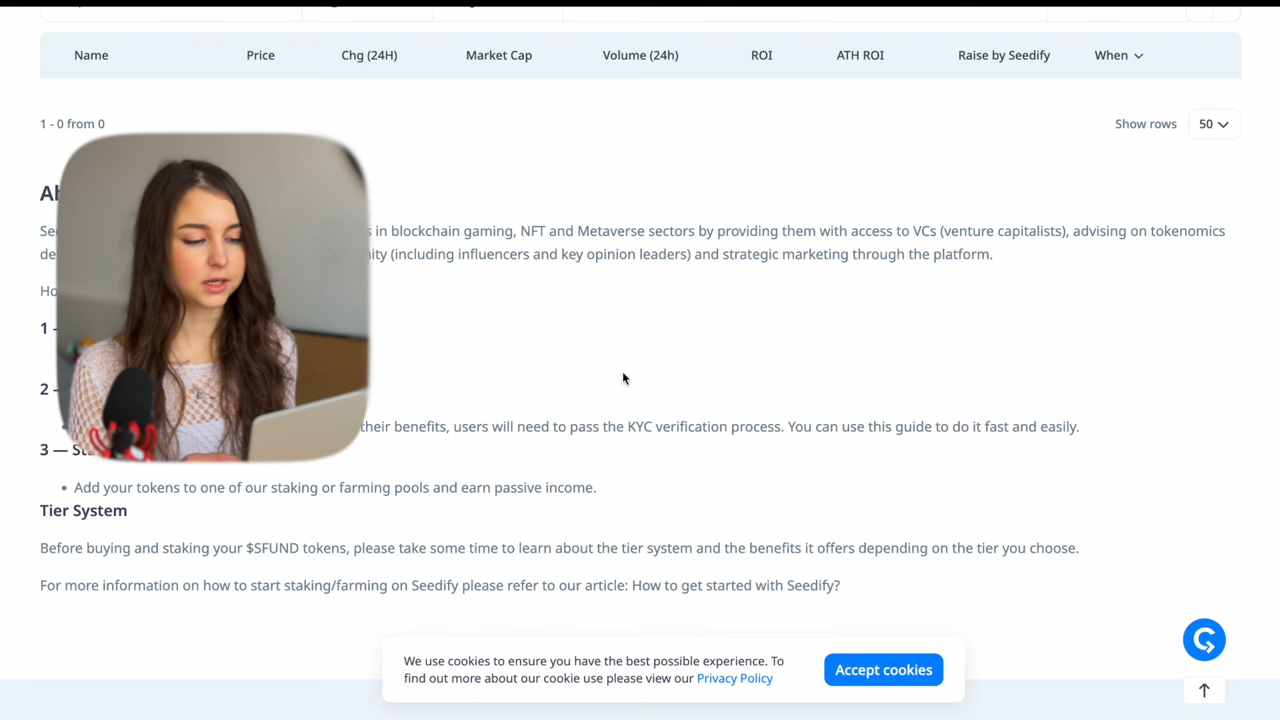 Name Price Chg (24H) Market Cap Volume (24h) ROI ATH ROI Raise by Seedify When
1 - 0 from 0 Show rows 50
in blockchain gaming, NFT and Metaverse sectors by providing them with access to VCs (venture capitalists), advising on tokenomics
(including influencers and key opinion leaders) and strategic marketing through the platform.
1 -
2 -
their benefits, users will need to pass the KYC verification process. You can use this guide to do it fast and easily.
3 —
• Add your tokens to one of our staking or farming pools and earn passive income.
Tier System
Before buying and staking your $SFUND tokens, please take some time to learn about the tier system and the benefits it offers depending on the tier you choose.
For more information on how to start staking/farming on Seedify please refer to our article: How to get started with Seedify?
We use cookies to ensure you have the best possible experience. To
find out more about our cookie use please view our Privacy Policy
Accept cookies